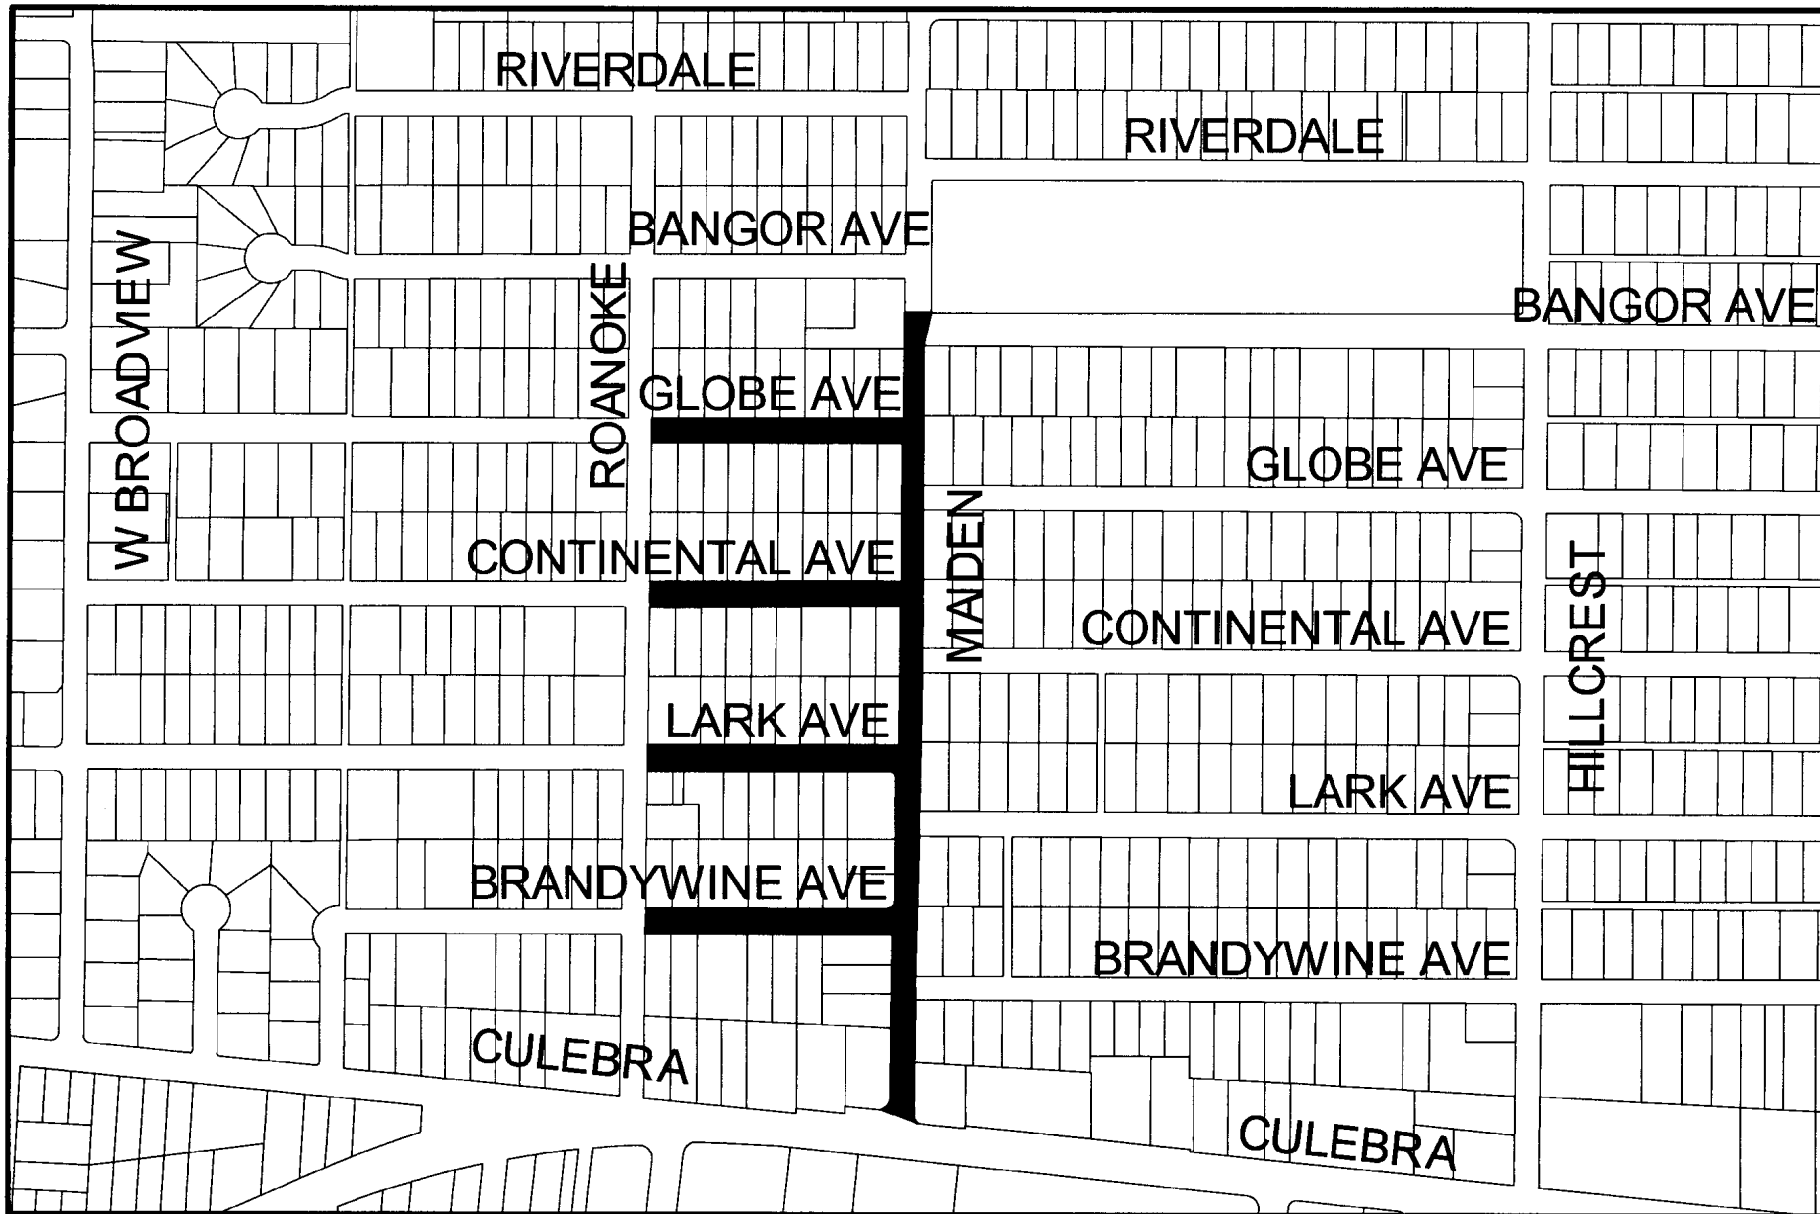 RIVERDALE
RIVERDALE
BANGOR AVE
W BROADVIEW
ROANOKE
BANGOR AVE
GLOBE AVE
GLOBE AVE
MAIDEN
CONTINENTAL AVE
HILLCREST
CONTINENTAL AVE
LARK AVE
LARK AVE
BRANDYWINE AVE
BRANDYWINE AVE
CULEBRA
CULEBRA